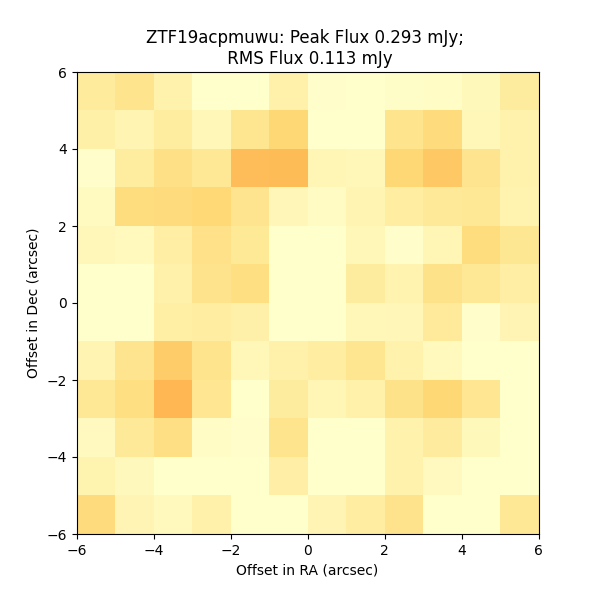 ZTF19acpmuwu: Peak Flux 0.293 mJy;
RMS Flux 0.113 mJy
6
4
2
0
−2
−4
−6
Offset in Dec (arcsec)
−6 −4 −2 0 2 4 6
Offset in RA (arcsec)